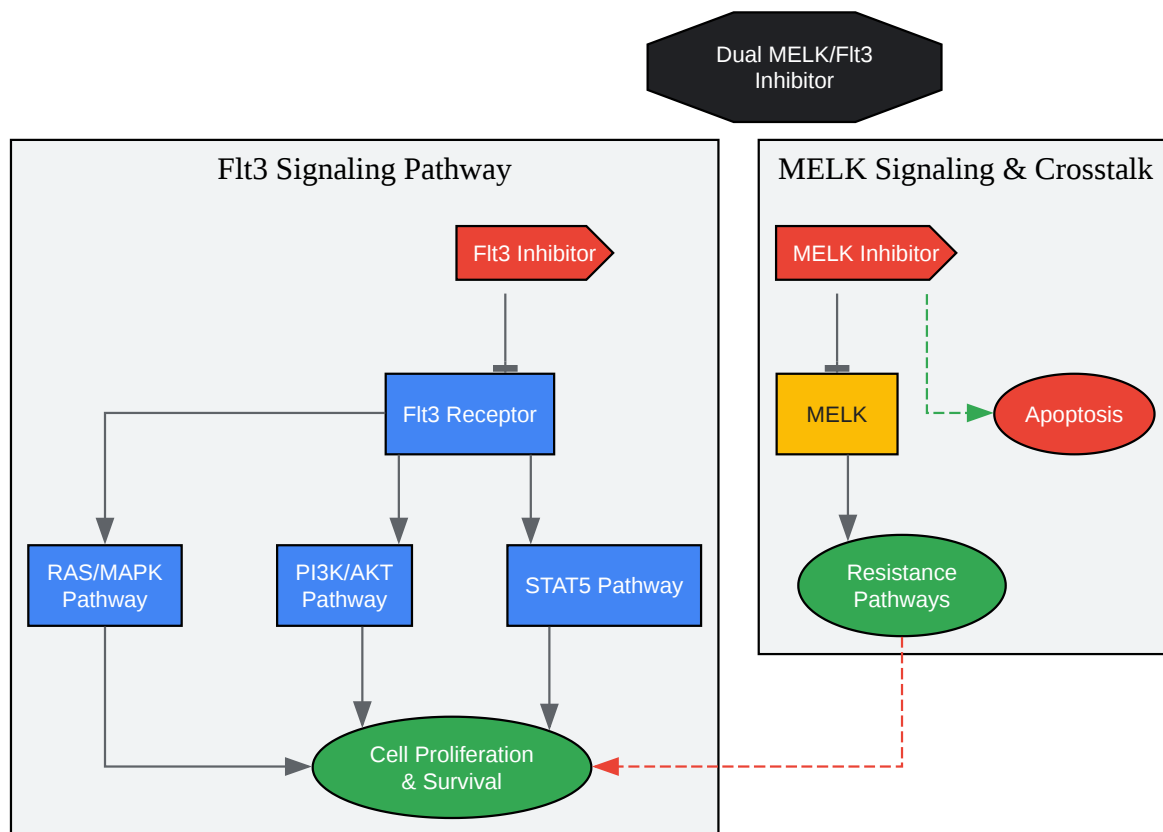 Dual MELK/Flt3
Inhibitor
Flt3 Signaling Pathway
MELK Signaling & Crosstalk
Flt3 Inhibitor
MELK Inhibitor
Flt3 Receptor
MELK
Apoptosis
RAS/MAPK
Pathway
PI3K/AKT
Pathway
STAT5 Pathway
Resistance
Pathways
Cell Proliferation
& Survival